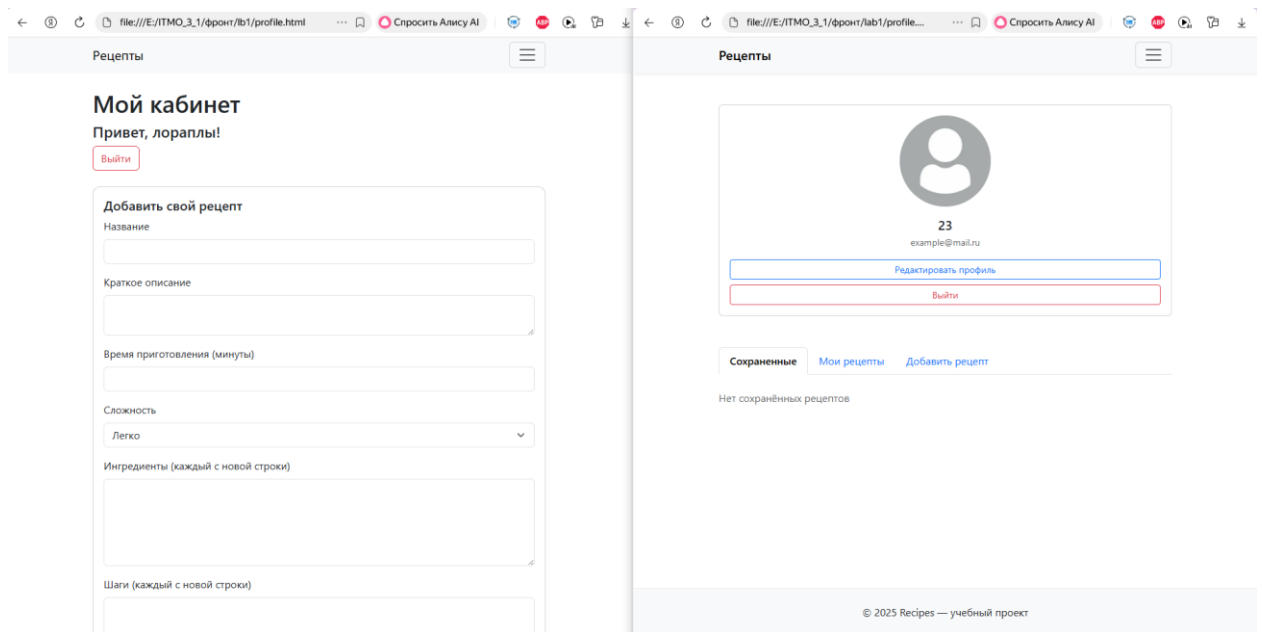 file:///E:/ITMO_3_1/фронт/lb1/profile.html
Спросить Алису AI
Рецепты
Мой кабинет
Привет, лораплы!
Выйти
Добавить свой рецепт
Название
Краткое описание
Время приготовления (минуты)
Сложность
Легко
Ингредиенты (каждый с новой строки)
Шаги (каждый с новой строки)
file:///E:/ITMO_3_1/фронт/lab1/profile....
Спросить Алису AI
Рецепты
23
example@mail.ru
Редактировать профиль
Выйти
Сохраненные Мои рецепты Добавить рецепт
Нет сохранённых рецептов
© 2025 Recipes — учебный проект